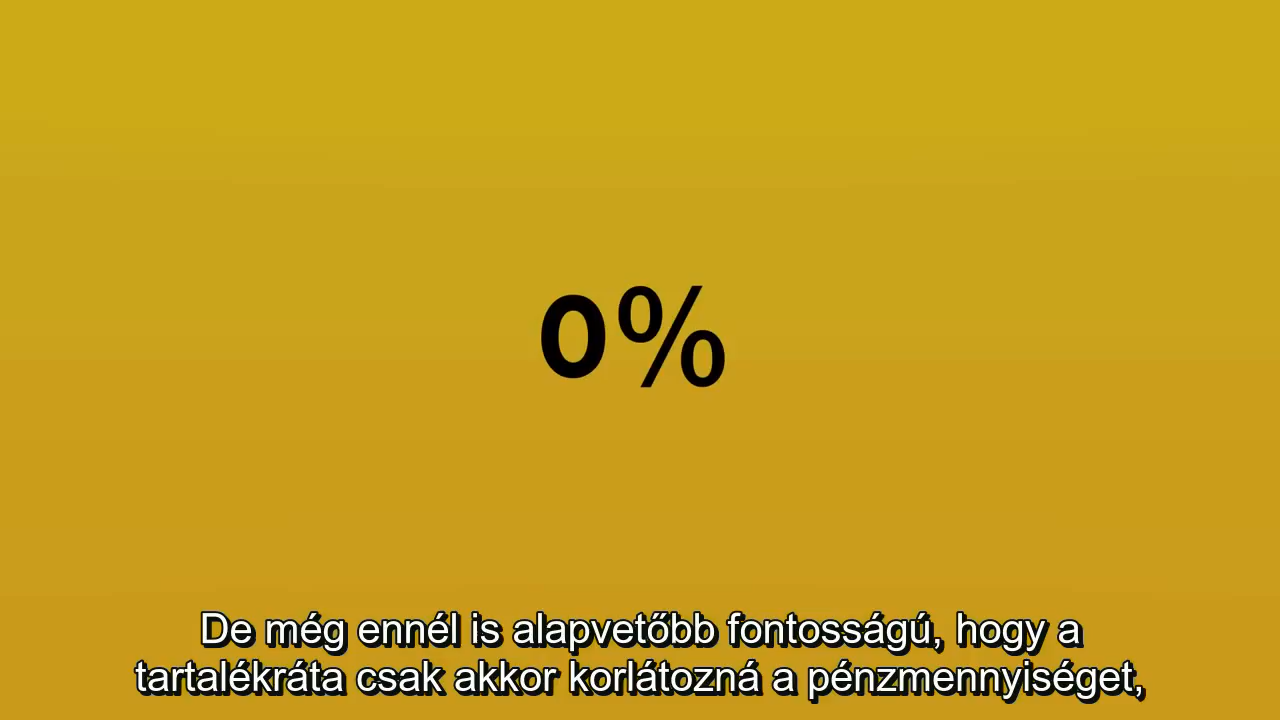 0%
De még ennél is alapvetőbb fontosságú, hogy a
tartalékráta csak akkor korlátozná a pénzmennyiséget,